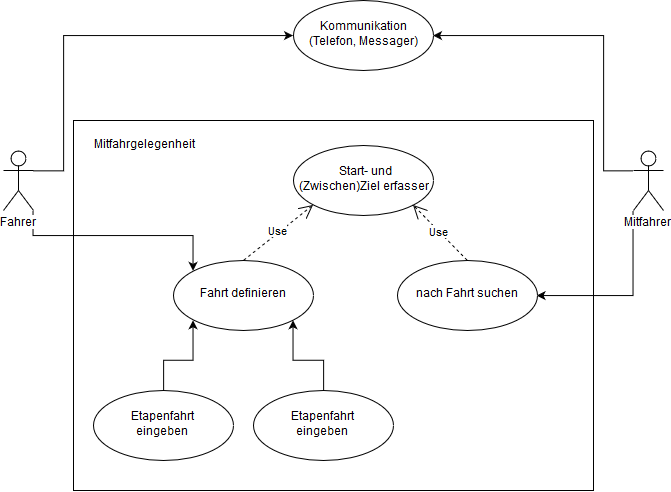 Kommunikation
(Telefon, Messager)
Mitfahrgelegenheit
Start- und
(Zwischen)Ziel erfasser
Fahrer
Mitfahrer
Use
Use
Fahrt definieren
nach Fahrt suchen
Etapenfahrt
eingeben
Etapenfahrt
eingeben